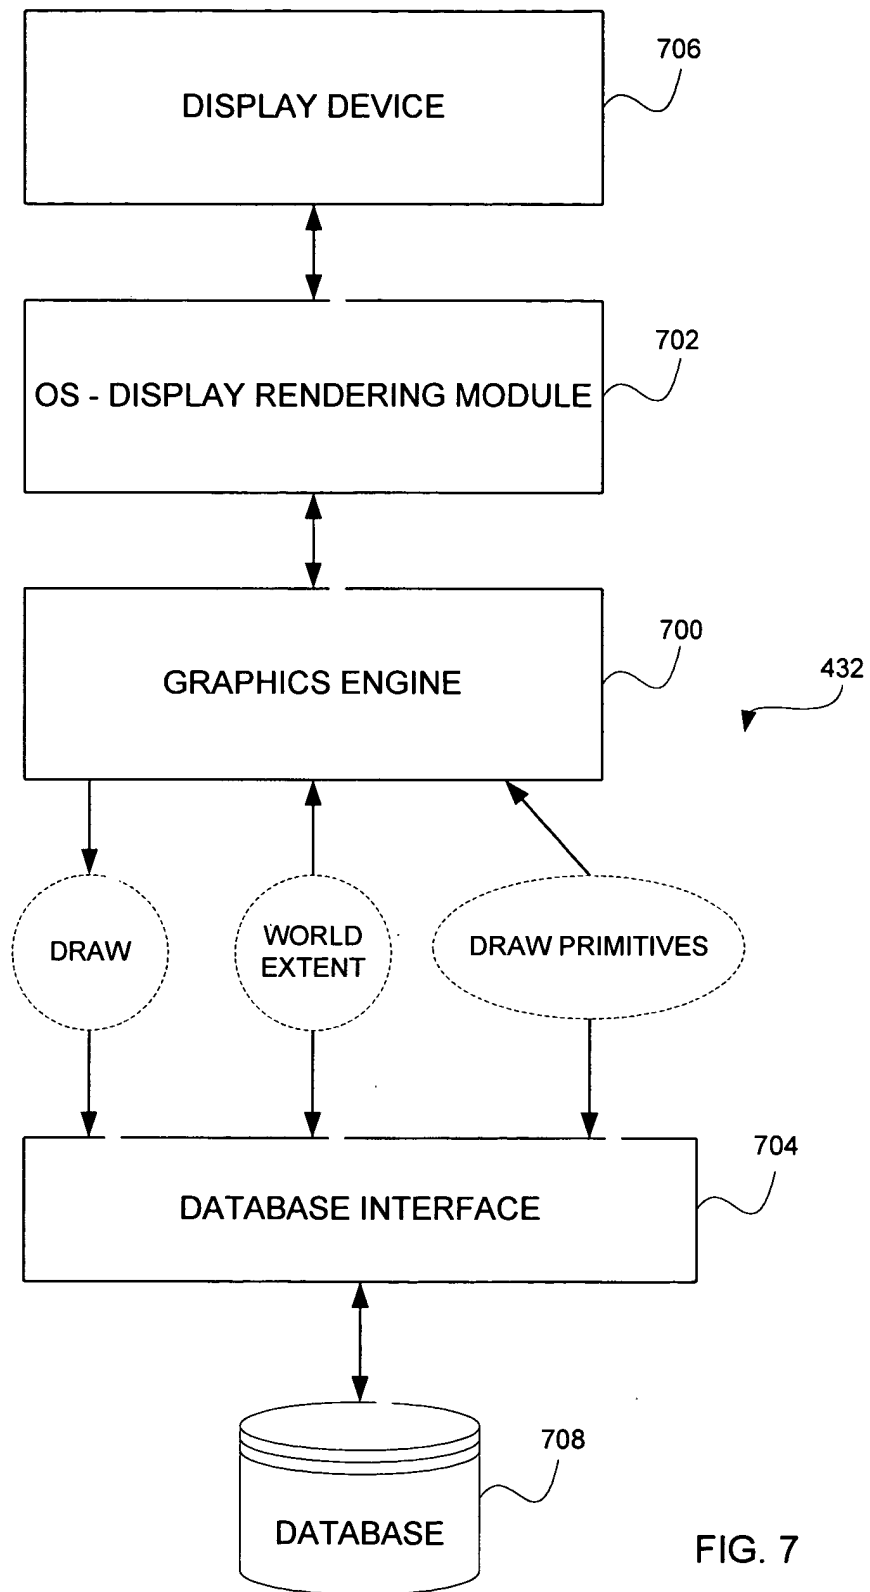 706
DISPLAY DEVICE
702
OS - DISPLAY RENDERING MODULE
700
GRAPHICS ENGINE
432
DRAW
WORLD
EXTENT
DRAW PRIMITIVES
704
DATABASE INTERFACE
708
DATABASE
FIG. 7